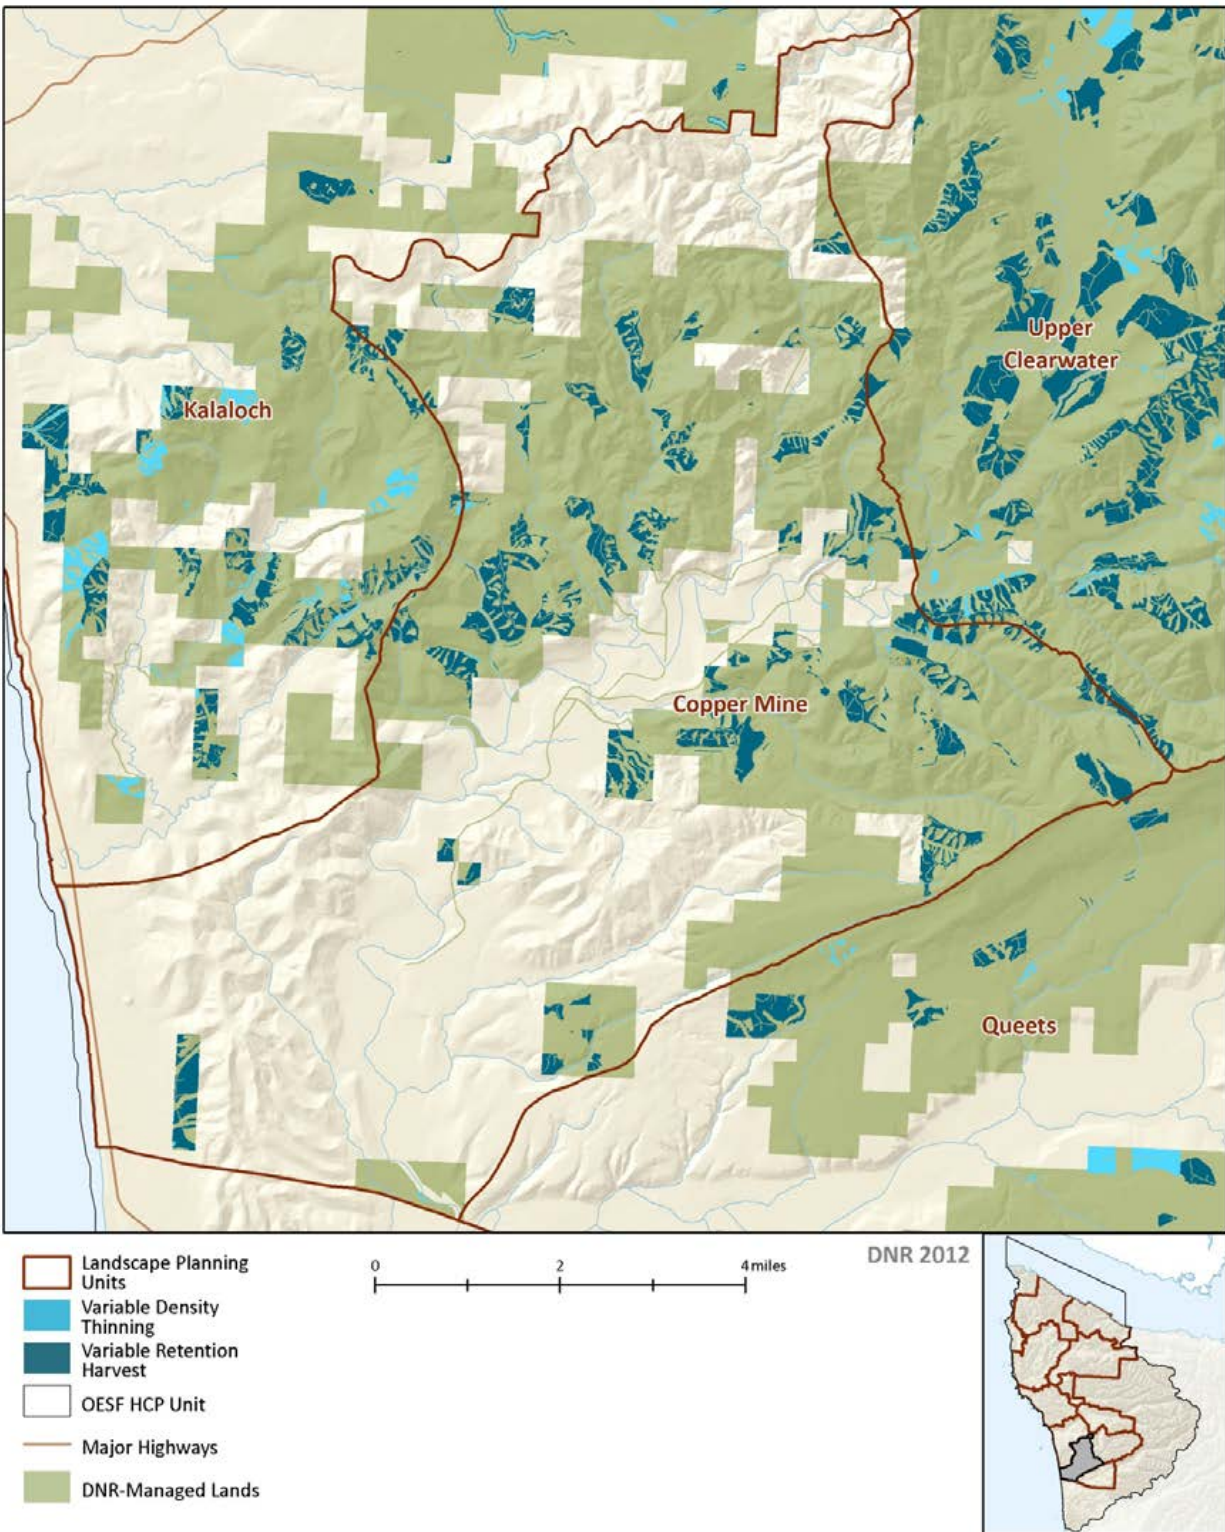 Upper
Clearwater
Kalaloch
Copper Mine
Queets
Landscape Planning
Units
Variable Density
Thinning
Variable Retention
Harvest
OESF HCP Unit
Major Highways
DNR-Managed Lands
0 2 4 miles
DNR 2012